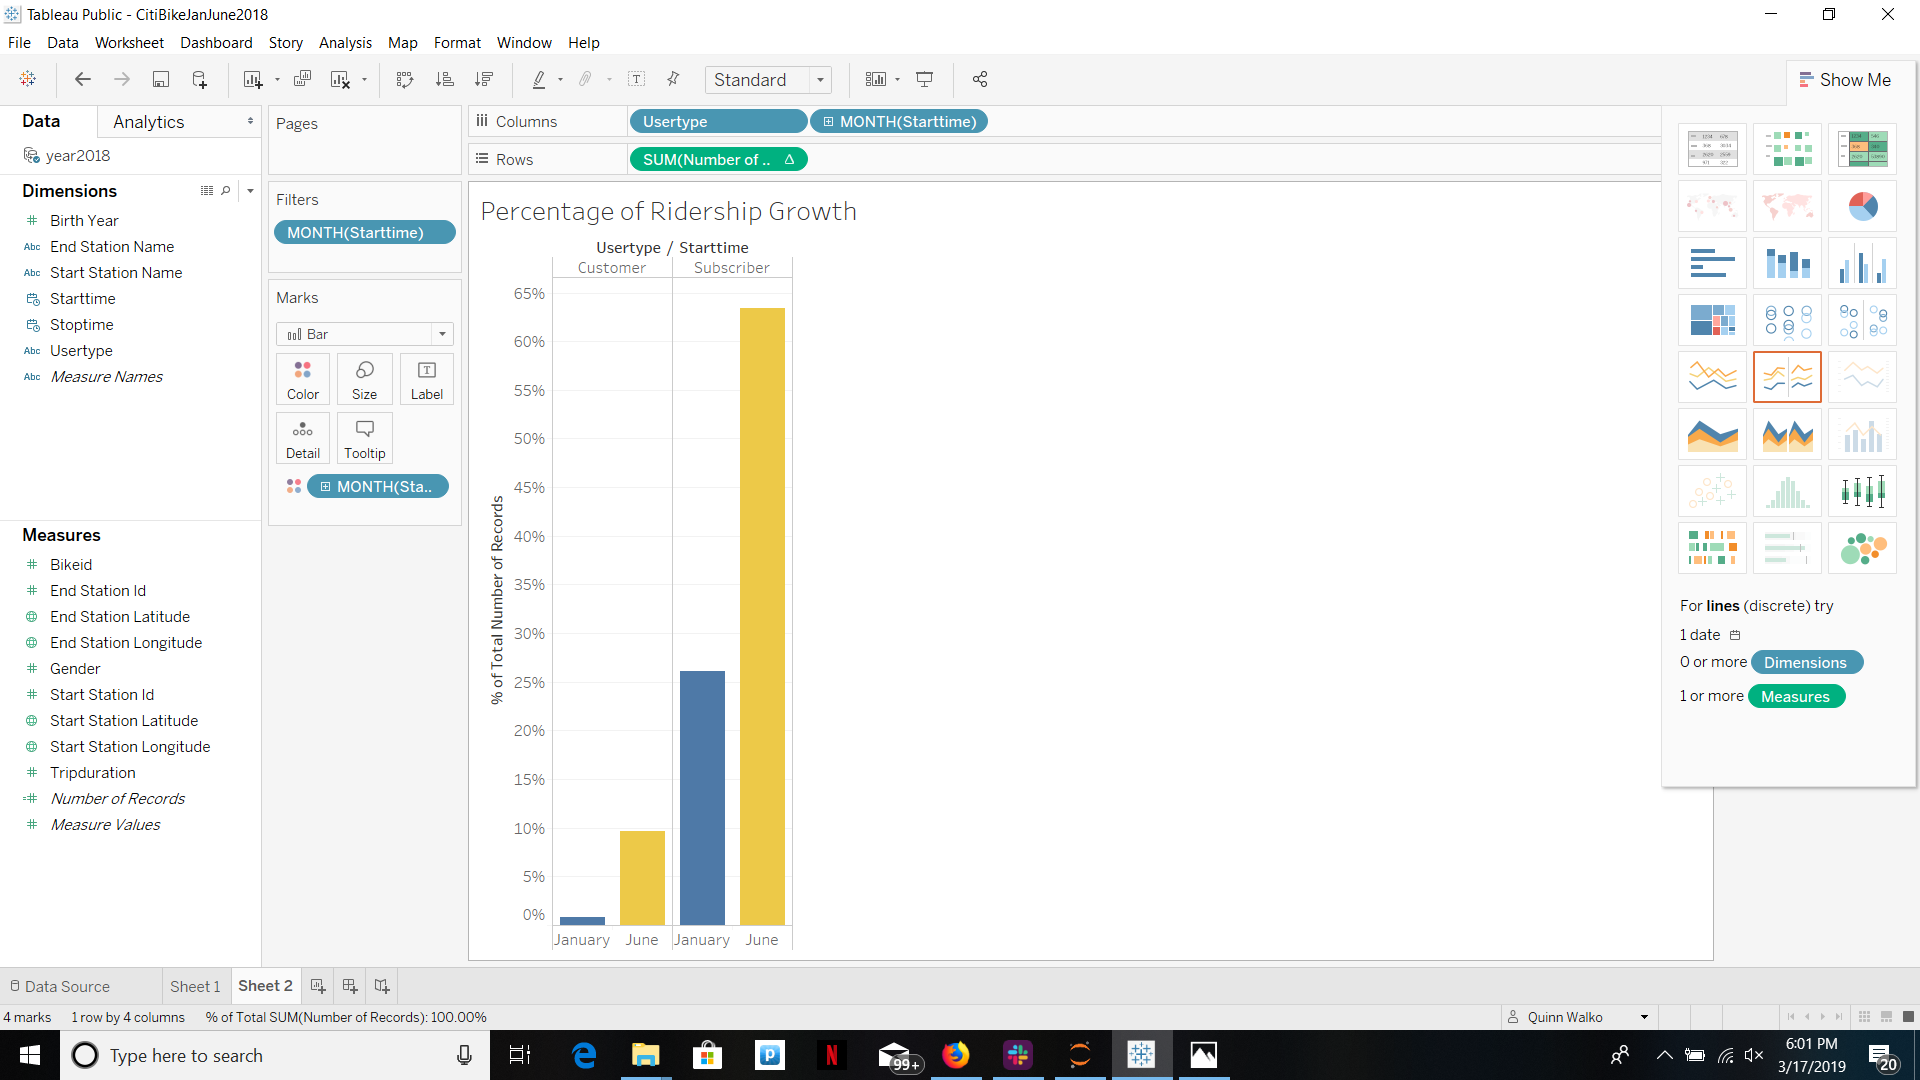 Tableau Public - CitiBikeJanJune2018
File Data Worksheet Dashboard Story Analysis Map Format Window Help
Standard
Show Me
Data Analytics
year2018
Dimensions
Birth Year
Abc End Station Name
Abc Start Station Name
Starttime
Stoptime
Abc Usertype
Abc Measure Names
Measures
Bikeid
End Station Id
End Station Latitude
End Station Longitude
Gender
Start Station Id
Start Station Latitude
Start Station Longitude
Tripduration
Number of Records
Measure Values
Pages
Filters
MONTH(Starttime)
Marks
Bar
Color Size Label
Detail Tooltip
MONTH(Sta..
Columns Usertype MONTH(Starttime)
Rows SUM(Number of .. Δ
Percentage of Ridership Growth
Usertype / Starttime
Customer Subscriber
65%
60%
55%
50%
45%
40%
35%
30%
25%
20%
15%
10%
5%
0%
% of Total Number of Records
January June January June
For lines (discrete) try
1 date
0 or more Dimensions
1 or more Measures
Data Source Sheet 1 Sheet 2
4 marks 1 row by 4 columns % of Total SUM(Number of Records): 100.00%
Quinn Walko
Type here to search
99+
6:01 PM
3/17/2019
20